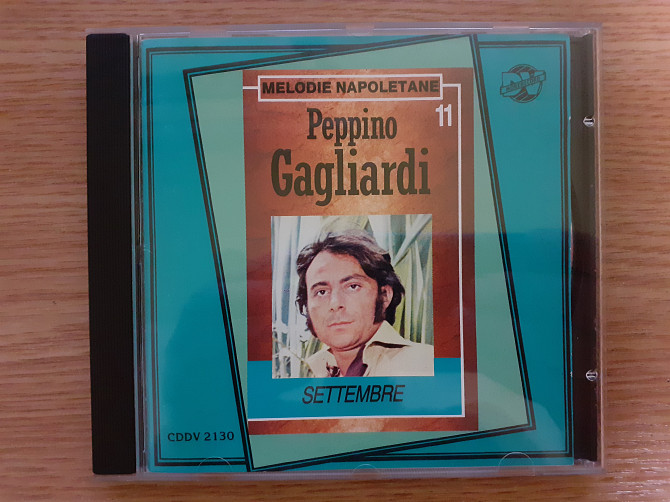 MELODIE NAPOLETANE
11
Peppino
Gagliardi
SETTEMBRE
CDDV 2130